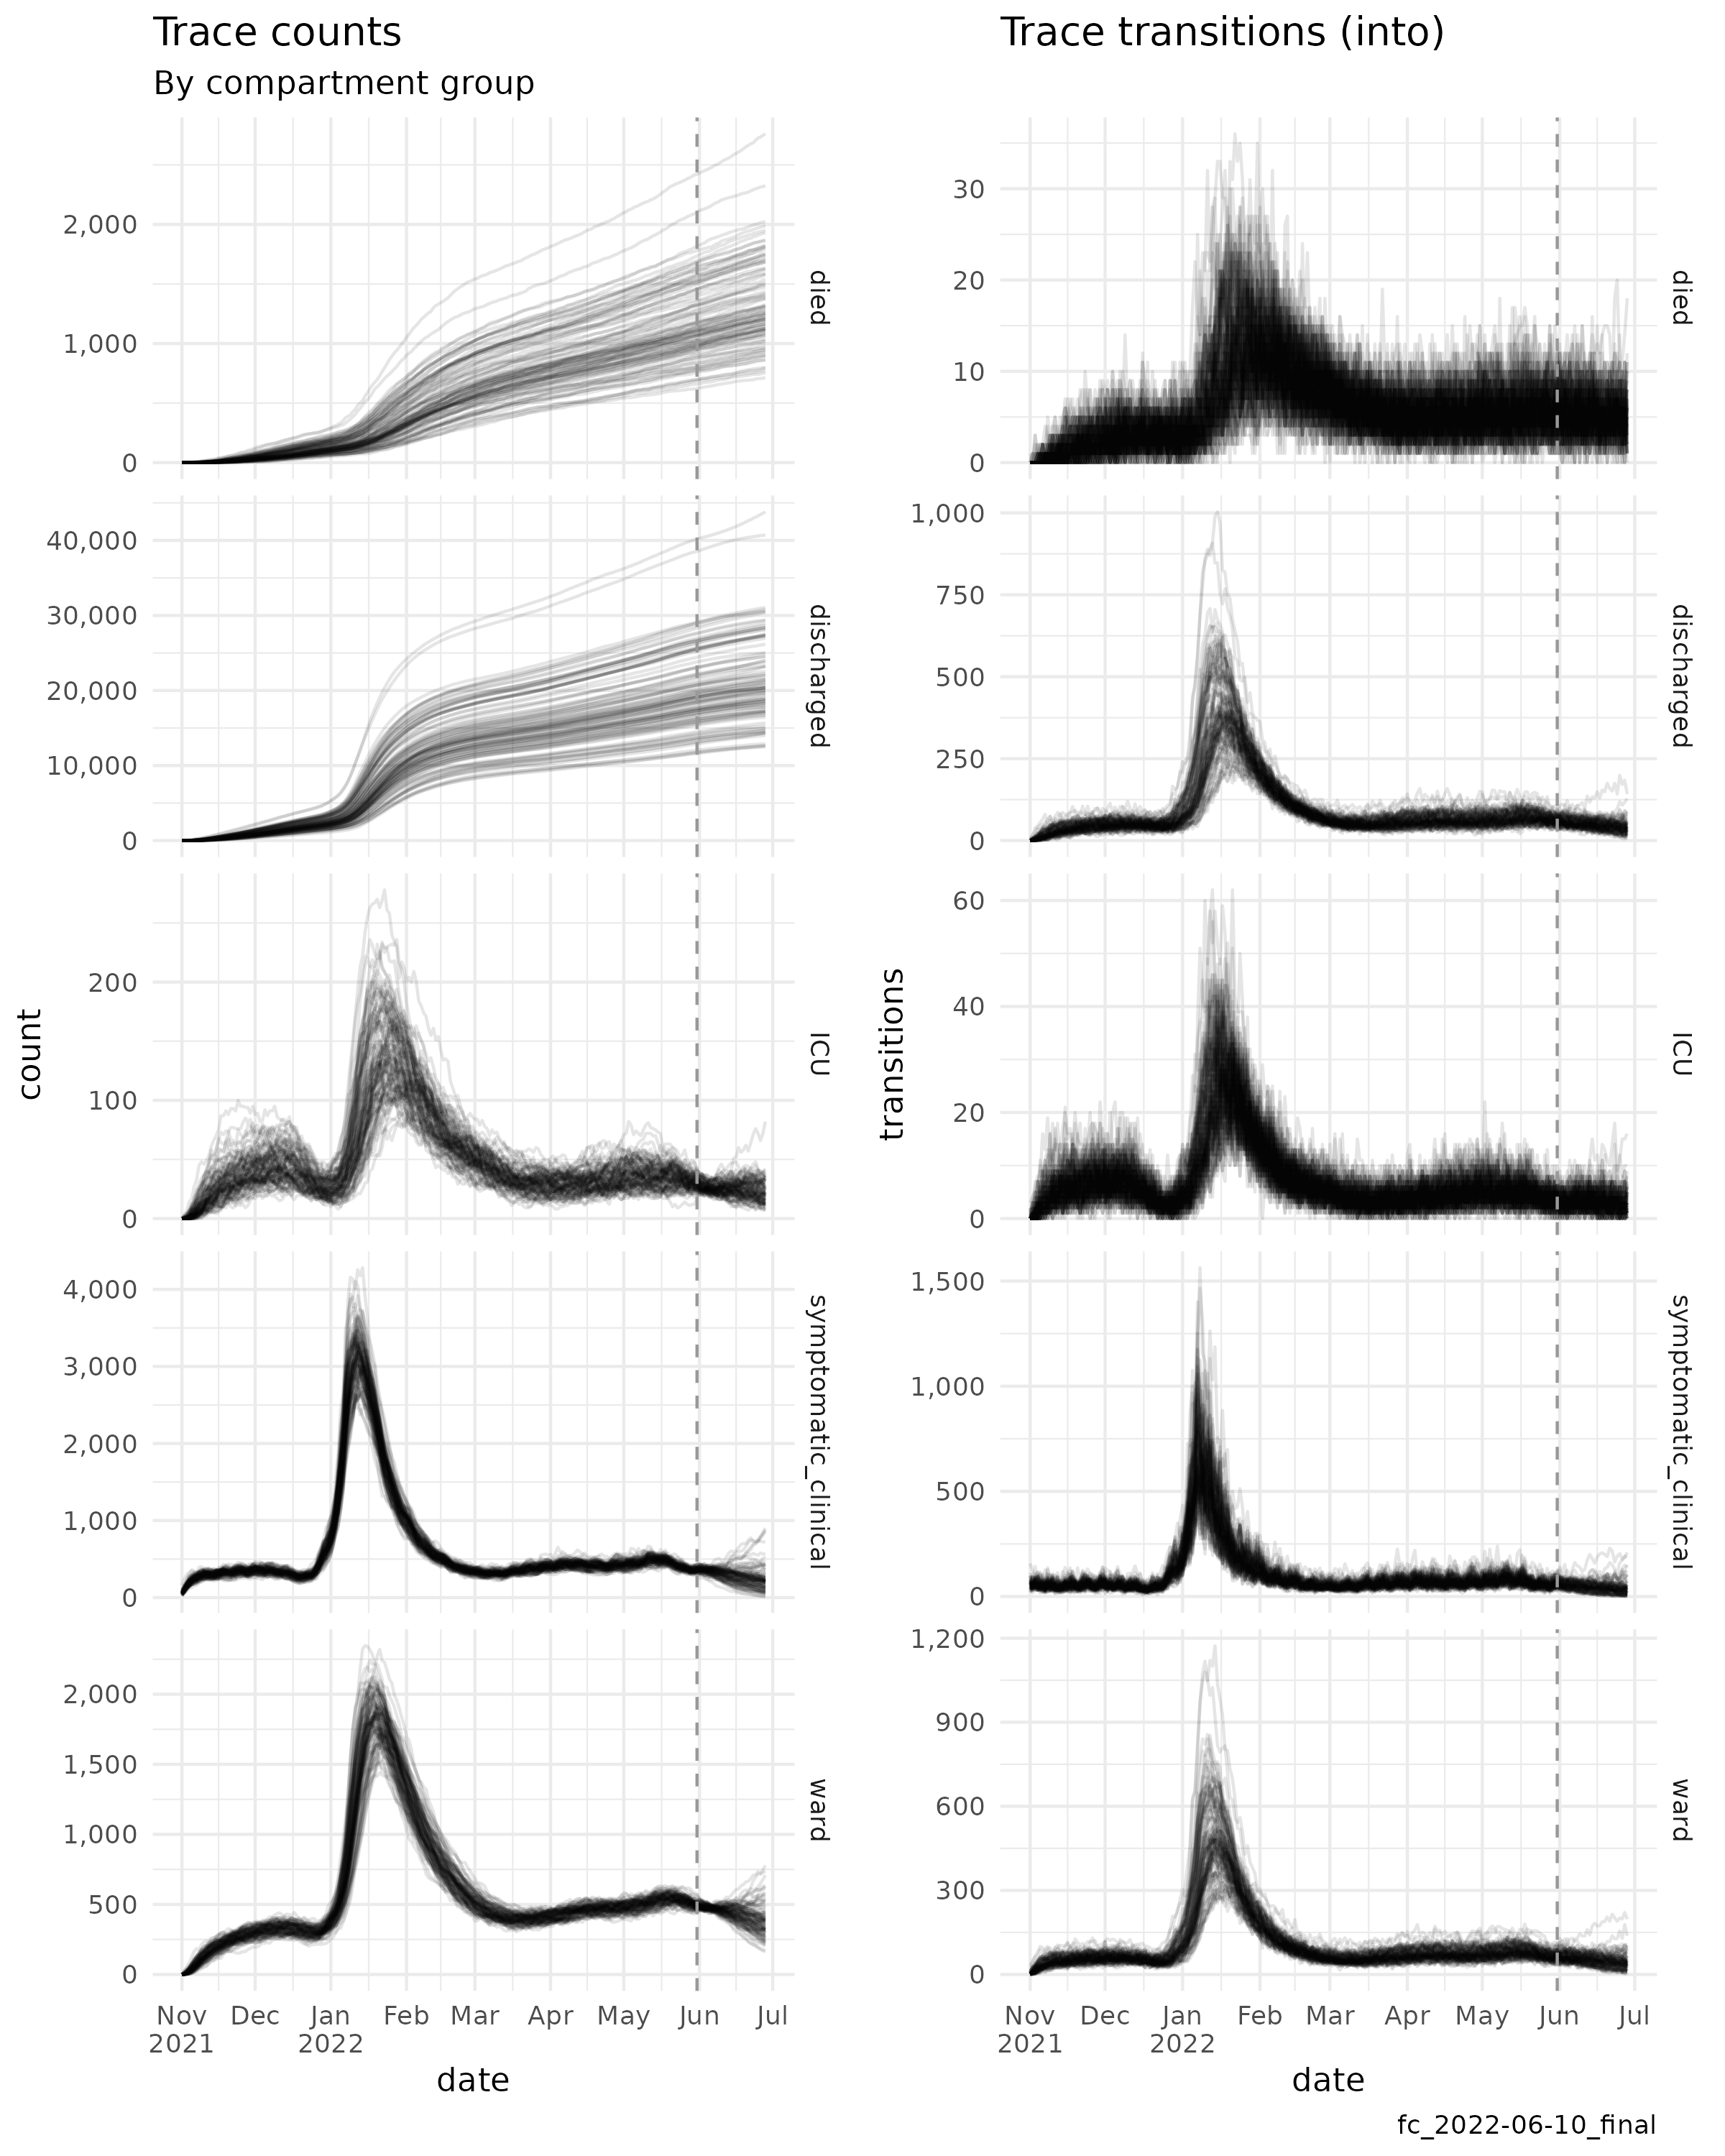 Trace counts
By compartment group
count
2,000
1,000
0
died
40,000
30,000
20,000
10,000
0
discharged
200
100
0
ICU
4,000
3,000
2,000
1,000
0
symptomatic_clinical
2,000
1,500
1,000
500
0
ward
Nov Dec Jan Feb Mar Apr May Jun Jul
2021 2022
date
Trace transitions (into)
transitions
30
20
10
0
died
1,000
750
500
250
0
discharged
60
40
20
0
ICU
1,500
1,000
500
0
symptomatic_clinical
1,200
900
600
300
0
ward
Nov Dec Jan Feb Mar Apr May Jun Jul
2021 2022
date
fc_2022-06-10_final